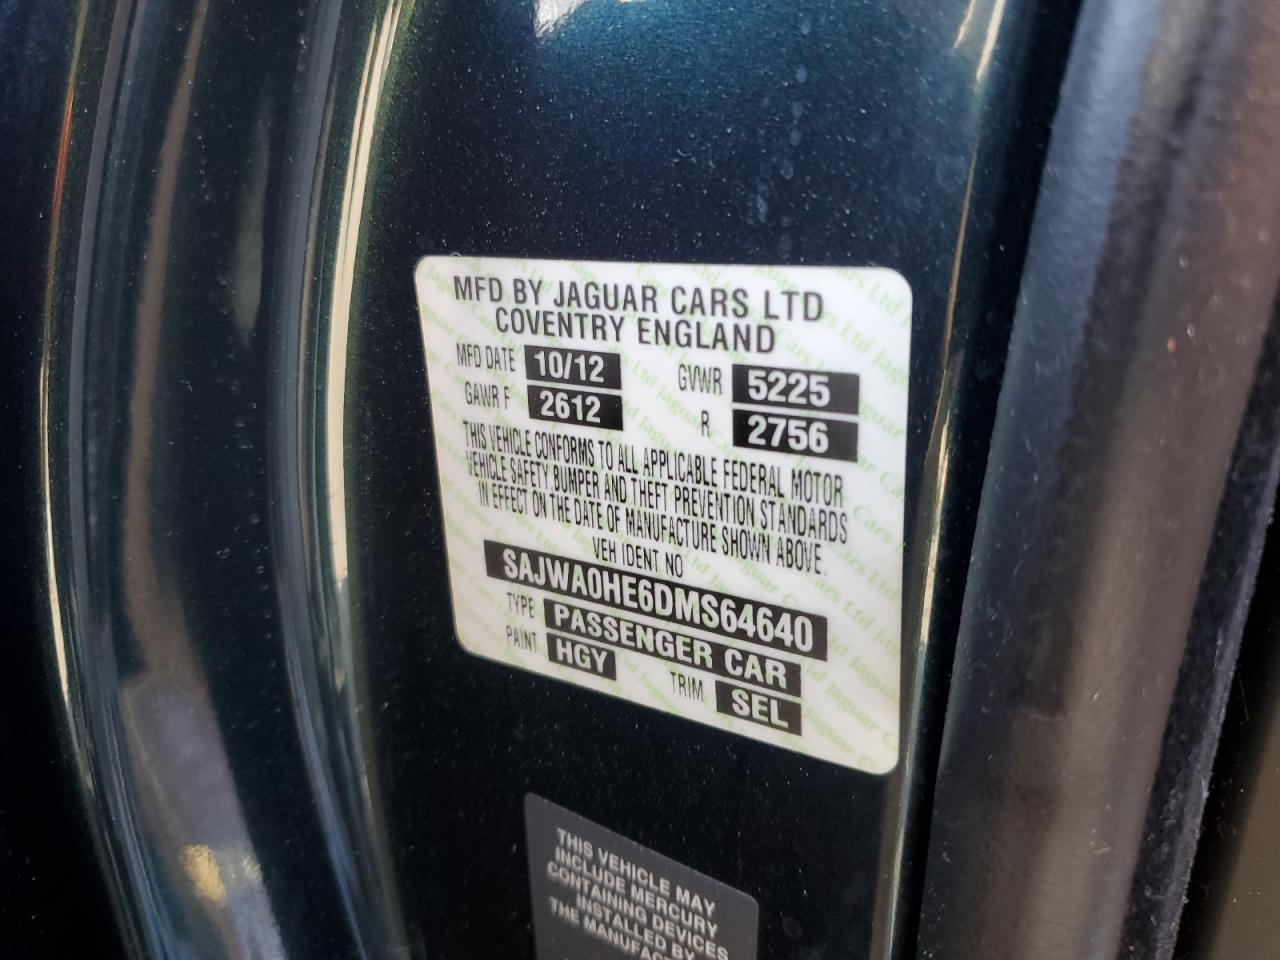 MFD BY JAGUAR CARS LTD
COVENTRY ENGLAND
MFD DATE 10/12 GVWR 5225
GAWR F 2612 R 2756
THIS VEHICLE CONFORMS TO ALL APPLICABLE FEDERAL MOTOR
VEHICLE SAFETY BUMPER AND THEFT PREVENTION STANDARDS
IN EFFECT ON THE DATE OF MANUFACTURE SHOWN ABOVE.
VEH IDENT NO
SAJWA0HE6DMS64640
TYPE PASSENGER CAR
PAINT HGY TRIM SEL
THIS VEHICLE MAY
INCLUDE MERCURY
CONTAINING DEVICES
INSTALLED BY
THE MANUFACT